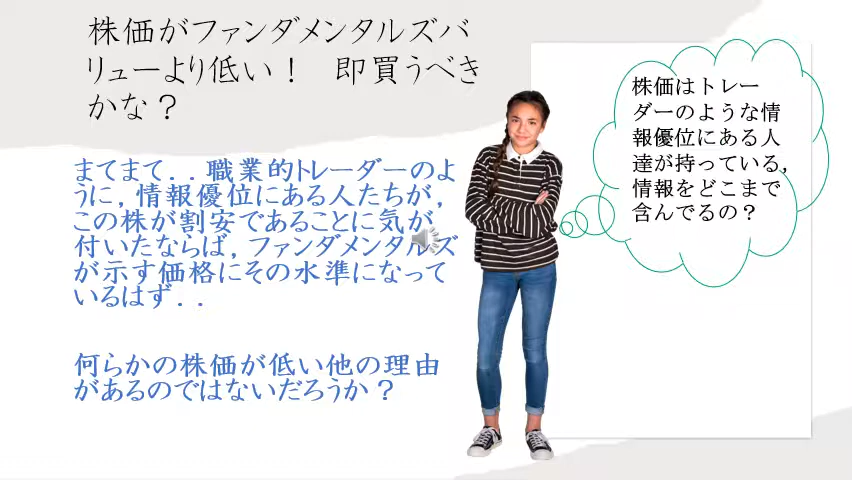 株価がファンダメンタルズバ
リューより低い！　即買うべき
かな？
まてまて．．職業的トレーダーのよ
うに，情報優位にある人たちが，
この株が割安であることに気が
付いたならば，ファンダメンタルズ
が示す価格にその水準になって
いるはず．．
何らかの株価が低い他の理由
があるのではないだろうか？
株価はトレー
ダーのような情
報優位にある人
達が持っている，
情報をどこまで
含んでるの？